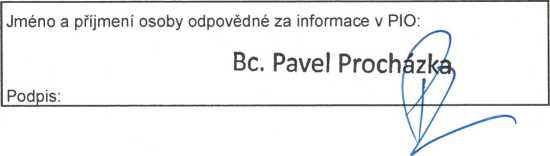 Jméno a příjmení osoby odpovědné za informace v PIO:
Bc. Pavel Procházka
Podpis: